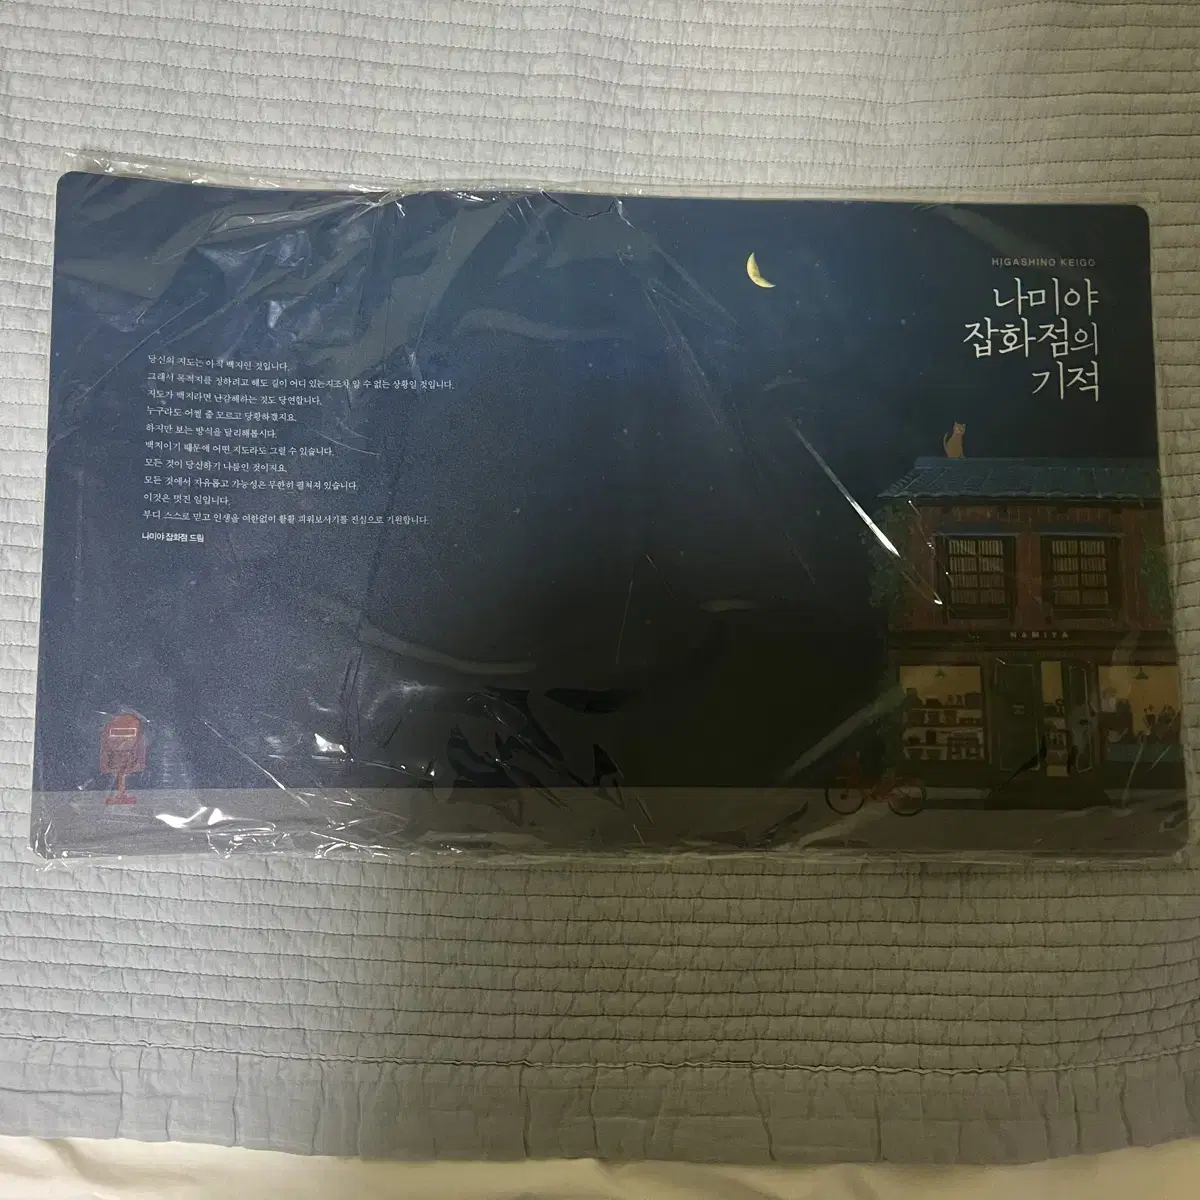 HIGASHINO KEIGO
나미야
잡화점의
기적
당신의 지도는 아직 백지인 것입니다.
그래서 목적지를 정하려고 해도 길이 어디 있는지조차 알 수 없는 상황일 것입니다.
지도가 백지라면 난감해하는 것도 당연합니다.
누구라도 어쩔 줄 모르고 당황하겠지요.
하지만 보는 방식을 달리해봅시다.
백지이기 때문에 어떤 지도라도 그릴 수 있습니다.
모든 것이 당신하기 나름인 것이지요.
모든 것에서 자유롭고 가능성은 무한히 펼쳐져 있습니다.
이것은 멋진 일입니다.
부디 스스로 믿고 인생을 여한없이 활활 피워보시기를 진심으로 기원합니다.
나미야 잡화점 드림
NAMIYA